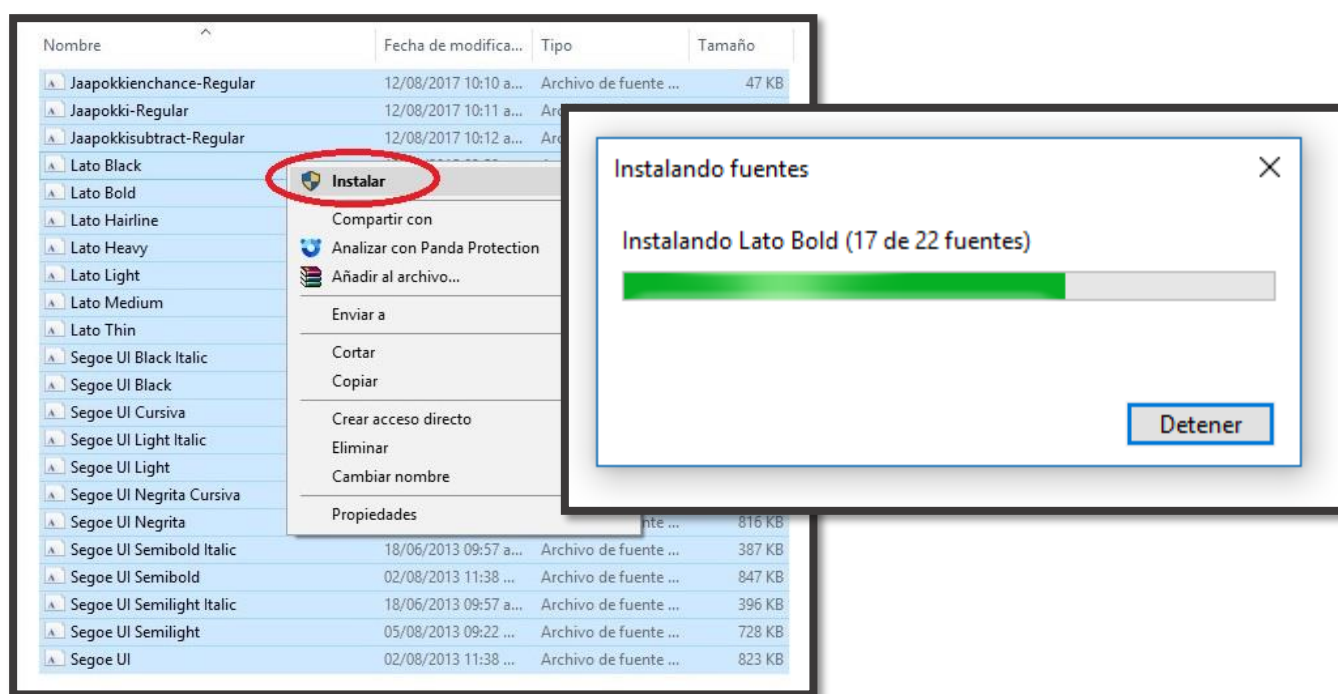 Nombre Fecha de modifica... Tipo Tamaño
Jaapokkienchance-Regular 12/08/2017 10:10 a... Archivo de fuente ... 47 KB
Jaapokki-Regular 12/08/2017 10:11 a...
Jaapokkisubtract-Regular 12/08/2017 10:12 a...
Lato Black
Lato Bold
Lato Hairline
Lato Heavy
Lato Light
Lato Medium
Lato Thin
Segoe UI Black Italic
Segoe UI Black
Segoe UI Cursiva
Segoe UI Light Italic
Segoe UI Light
Segoe UI Negrita Cursiva
Segoe UI Negrita nte ... 816 KB
Segoe UI Semibold Italic 18/06/2013 09:57 a... Archivo de fuente ... 387 KB
Segoe UI Semibold 02/08/2013 11:38 ... Archivo de fuente ... 847 KB
Segoe UI Semilight Italic 18/06/2013 09:57 a... Archivo de fuente ... 396 KB
Segoe UI Semilight 05/08/2013 09:22 ... Archivo de fuente ... 728 KB
Segoe UI 02/08/2013 11:38 ... Archivo de fuente ... 823 KB
Instalar
Compartir con
Analizar con Panda Protection
Añadir al archivo...
Enviar a
Cortar
Copiar
Crear acceso directo
Eliminar
Cambiar nombre
Propiedades
Instalando fuentes
Instalando Lato Bold (17 de 22 fuentes)
Detener